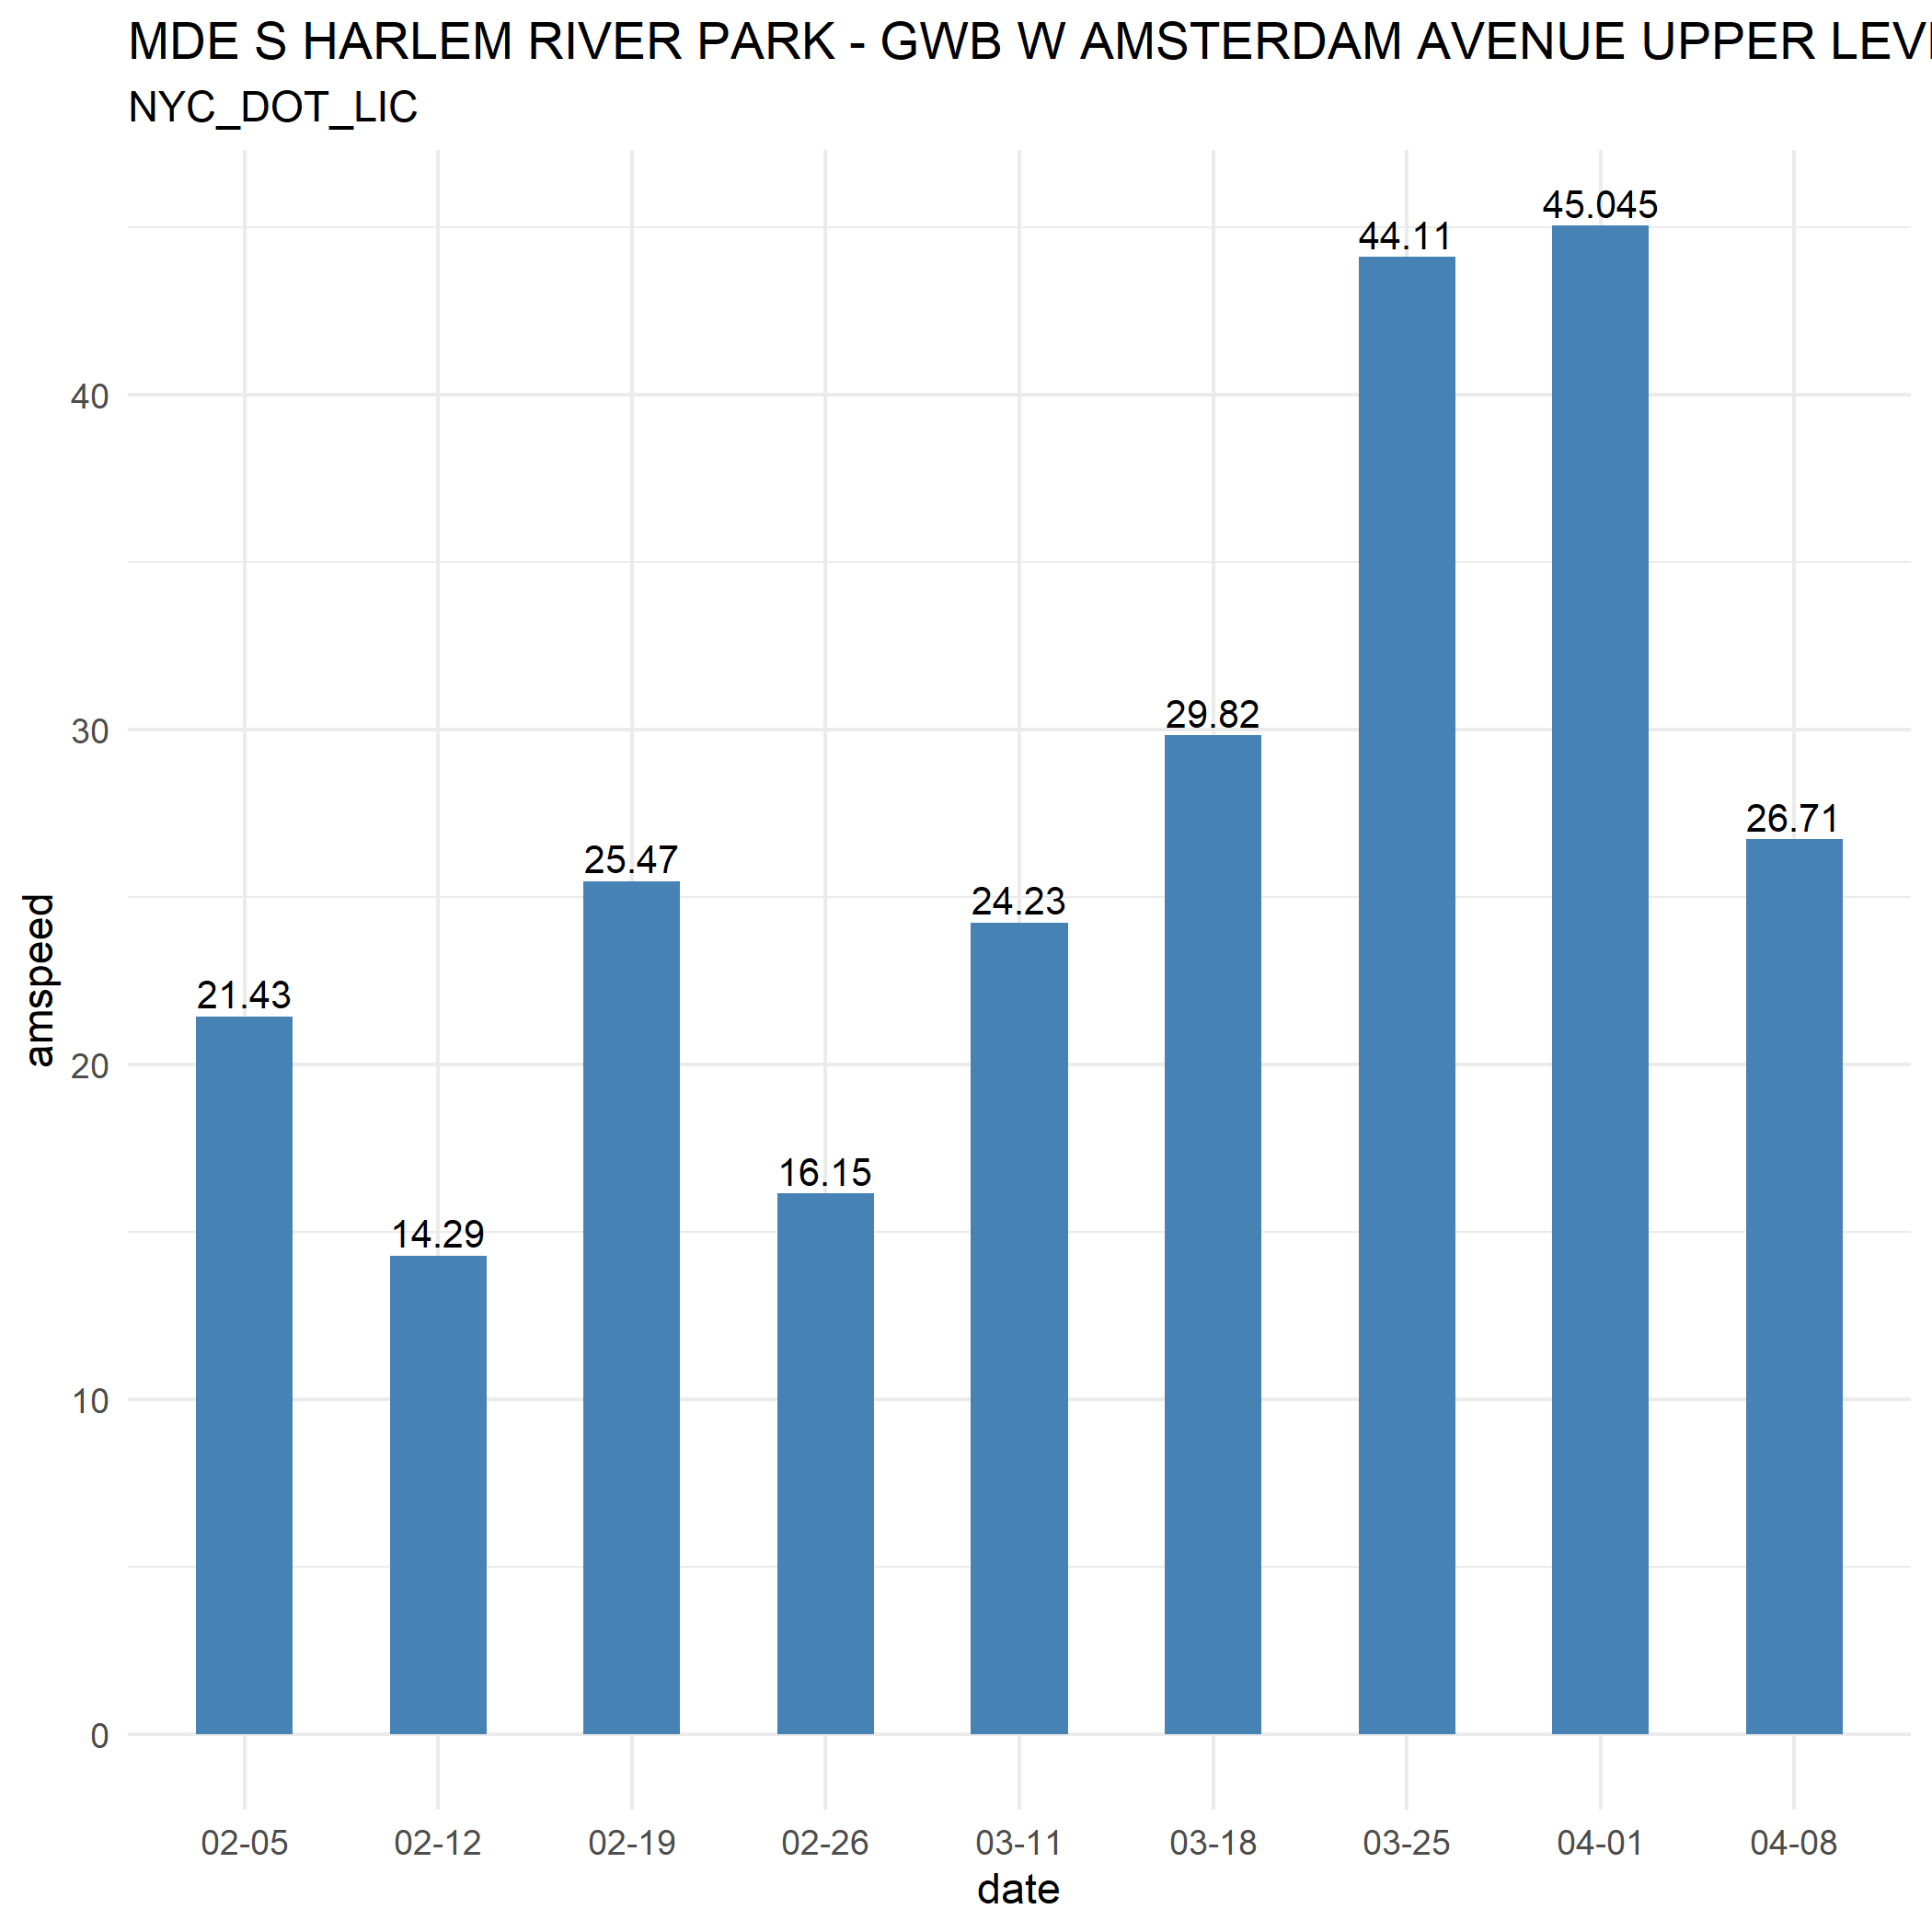 MDE S HARLEM RIVER PARK - GWB W AMSTERDAM AVENUE UPPER
NYC_DOT_LIC
45.045
44.11
40
29.82
30
26.71
25.47
24.23
21.43
20
16.15
14.29
10
0
amspeed
02-05 02-12 02-19 02-26 03-11 03-18 03-25 04-01 04-08
date